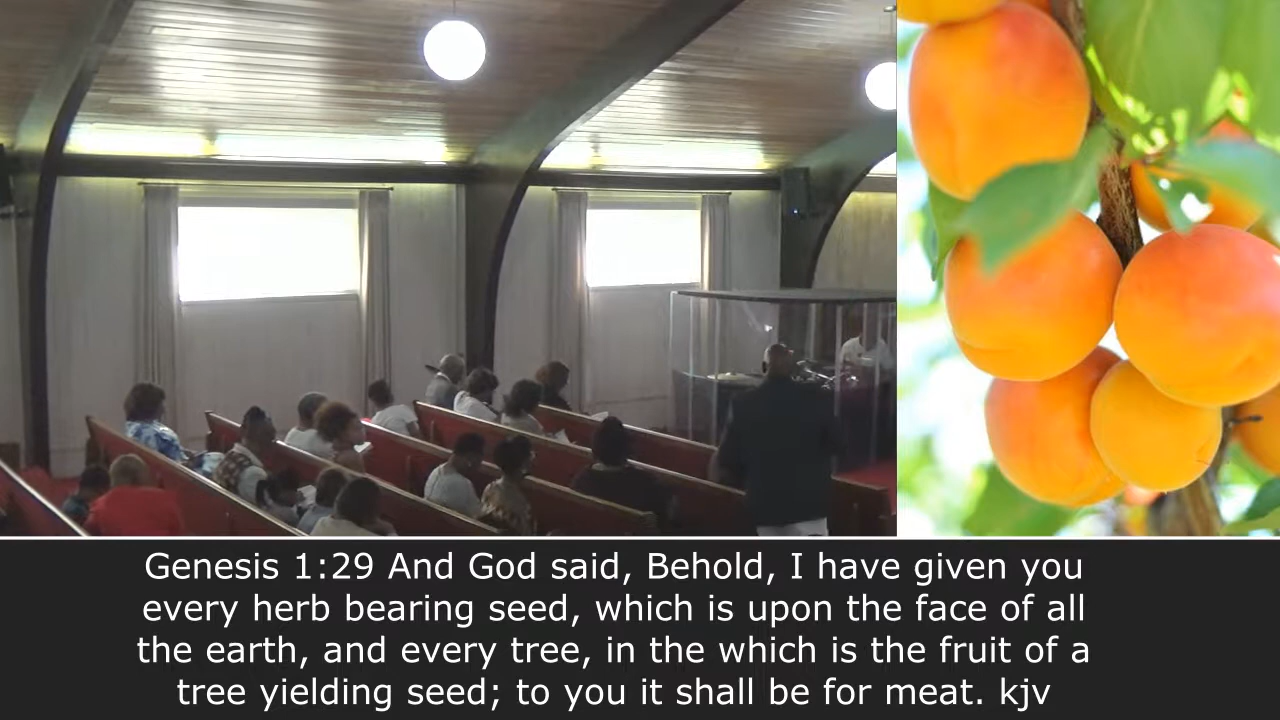 Genesis 1:29 And God said, Behold, I have given you
every herb bearing seed, which is upon the face of all
the earth, and every tree, in the which is the fruit of a
tree yielding seed; to you it shall be for meat. kjv